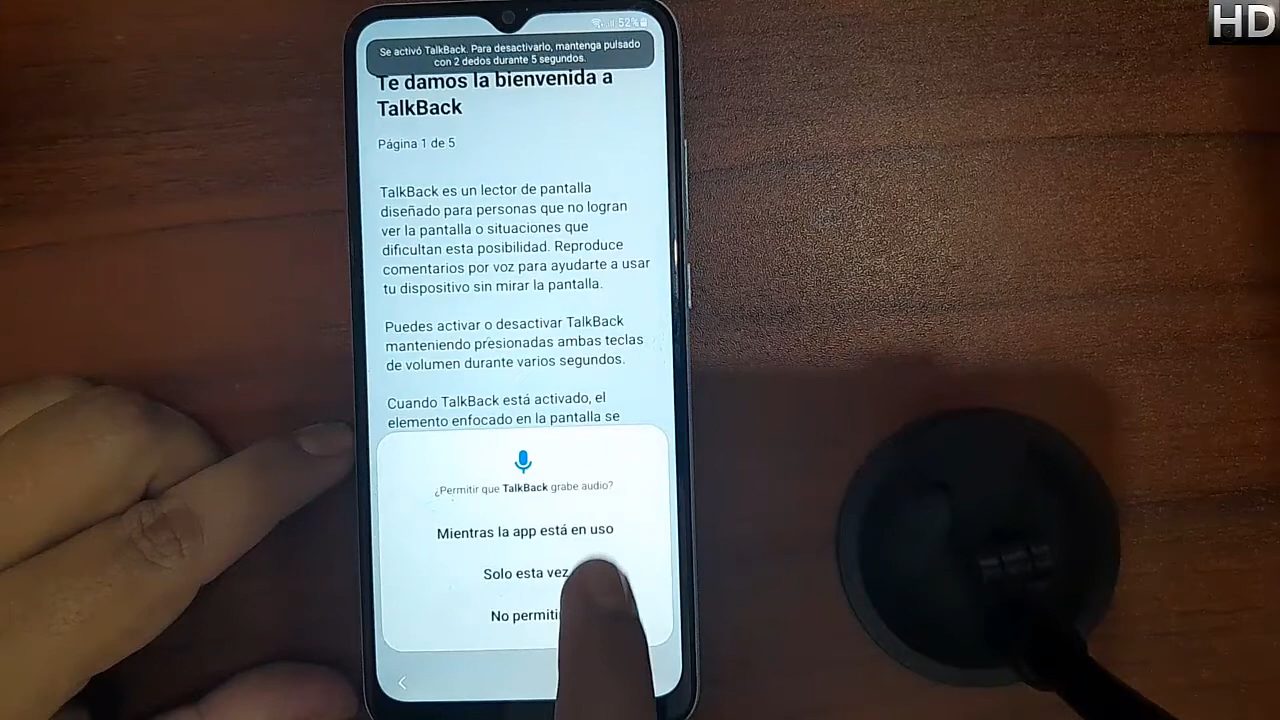 HD
52%
Se activó TalkBack. Para desactivarlo, mantenga pulsado
con 2 dedos durante 5 segundos.
Te damos la bienvenida a
TalkBack
Página 1 de 5
TalkBack es un lector de pantalla
diseñado para personas que no logran
ver la pantalla o situaciones que
dificultan esta posibilidad. Reproduce
comentarios por voz para ayudarte a usar
tu dispositivo sin mirar la pantalla.
Puedes activar o desactivar TalkBack
manteniendo presionadas ambas teclas
de volumen durante varios segundos.
Cuando TalkBack está activado, el
elemento enfocado en la pantalla se
¿Permitir que TalkBack grabe audio?
Mientras la app está en uso
Solo esta vez
No permiti